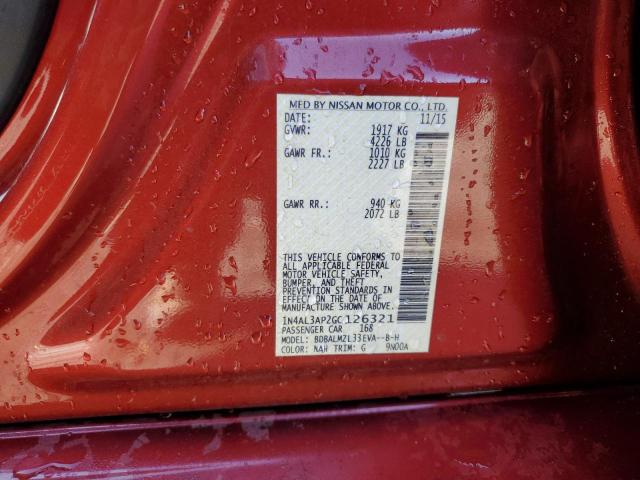 MFD BY NISSAN MOTOR CO., LTD.
DATE: 11/15
GVWR: 1917 KG
4226 LB
GAWR FR.: 1010 KG
2227 LB
GAWR RR.: 940 KG
2072 LB
THIS VEHICLE CONFORMS TO
ALL APPLICABLE FEDERAL
MOTOR VEHICLE SAFETY,
BUMPER, AND THEFT
PREVENTION STANDARDS IN
EFFECT ON THE DATE OF
MANUFACTURE SHOWN ABOVE.
1N4AL3AP2GC126321
PASSENGER CAR 168
MODEL: BDBALMZL33EVA--B-H
COLOR: NAH TRIM: G 9N00A